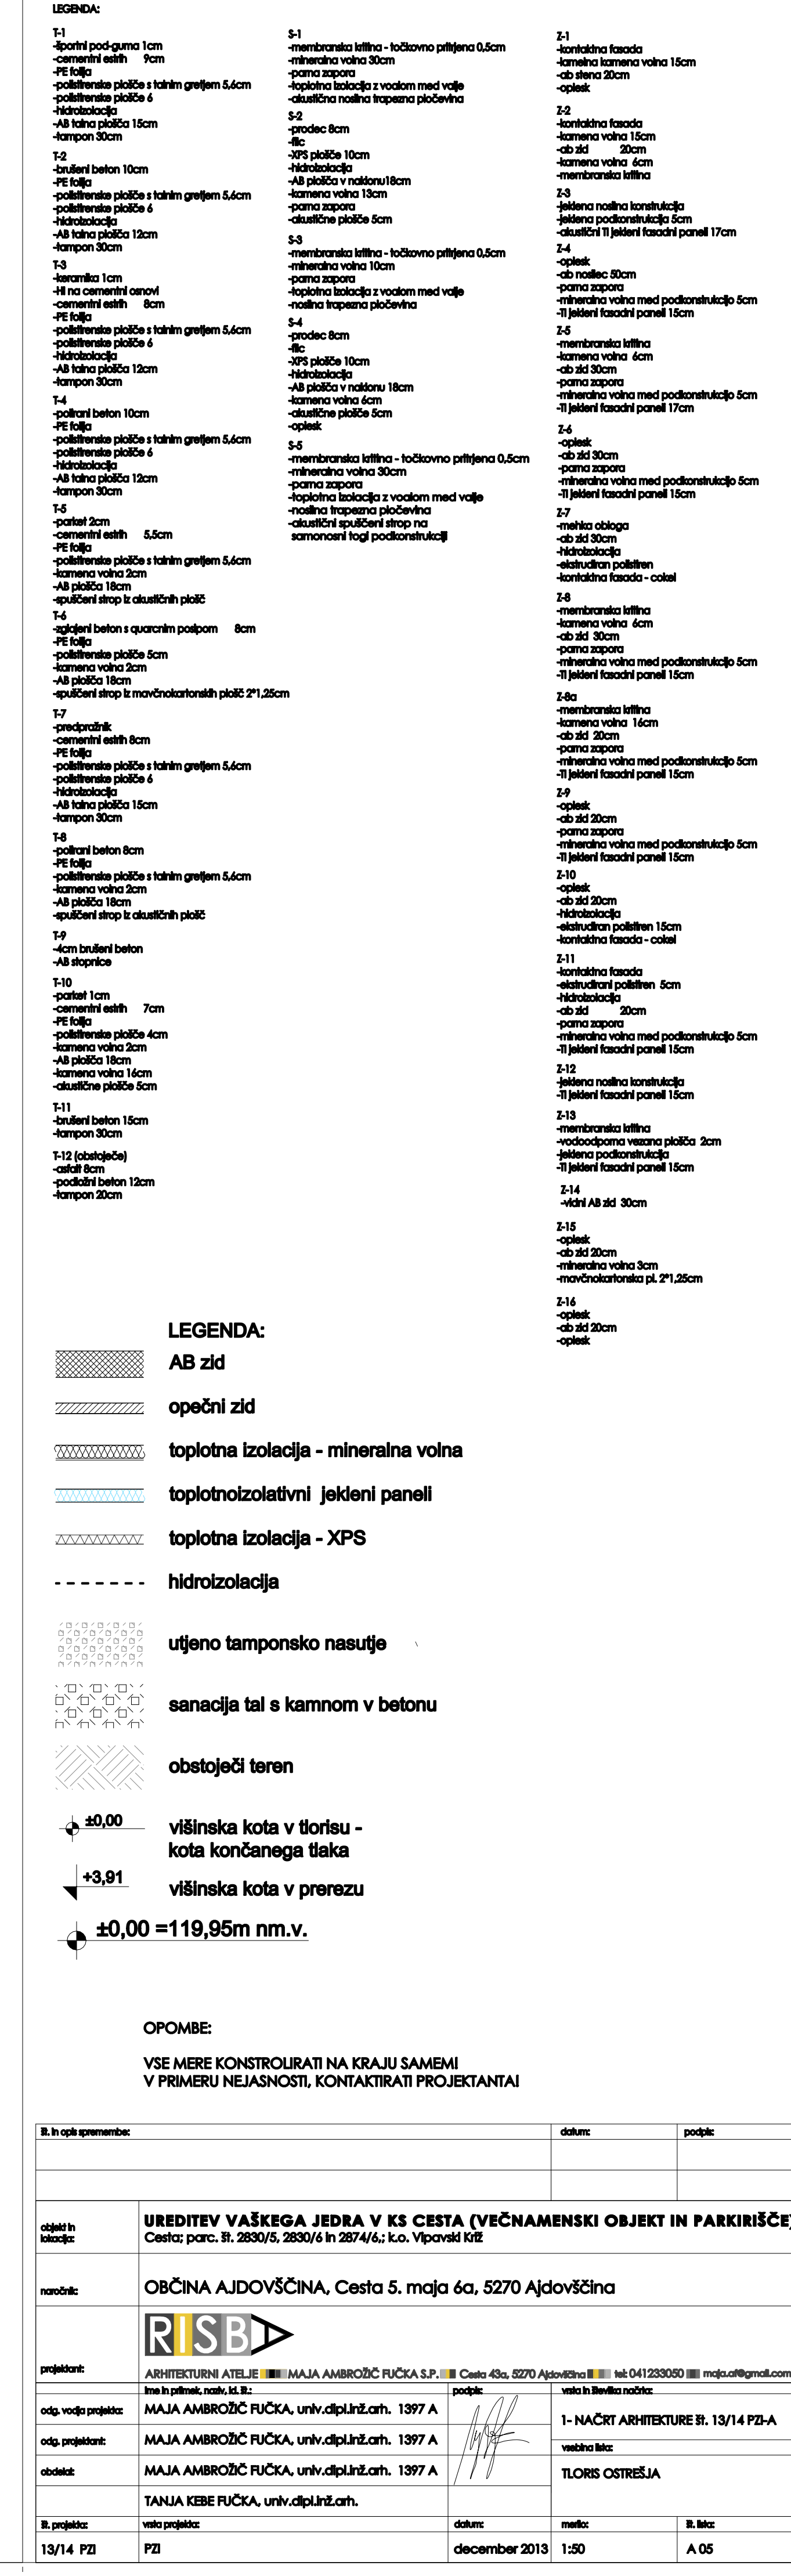 LEGENDA:
T-1
-športni pod-guma 1cm
-cementni estrih 9cm
-PE folija
-polistirenske plošče s talnim gretjem 5,6cm
-polistirenske plošče 6
-hidroizolacija
-AB talna plošča 15cm
-tampon 30cm
T-2
-brušeni beton 10cm
-PE folija
-polistirenske plošče s talnim gretjem 5,6cm
-polistirenske plošče 6
-hidroizolacija
-AB talna plošča 12cm
-tampon 30cm
T-3
-keramika 1cm
-HI na cementni osnovi
-cementni estrih 8cm
-PE folija
-polistirenske plošče s talnim gretjem 5,6cm
-polistirenske plošče 6
-hidroizolacija
-AB talna plošča 12cm
-tampon 30cm
T-4
-polirani beton 10cm
-PE folija
-polistirenske plošče s talnim gretjem 5,6cm
-polistirenske plošče 6
-hidroizolacija
-AB talna plošča 12cm
-tampon 30cm
T-5
-parket 2cm
-cementni estrih 5,5cm
-PE folija
-polistirenske plošče s talnim gretjem 5,6cm
-kamena volna 2cm
-AB plošča 18cm
-spuščeni strop iz akustičnih plošč
T-6
-zglajeni beton s quarcnim posipom 8cm
-PE folija
-polistirenske plošče 5cm
-kamena volna 2cm
-AB plošča 18cm
-spuščeni strop iz mavčnokartonskih plošč 2*1,25cm
T-7
-predpražnik
-cementni estrih 8cm
-PE folija
-polistirenske plošče s talnim gretjem 5,6cm
-polistirenske plošče 6
-hidroizolacija
-AB talna plošča 15cm
-tampon 30cm
T-8
-polirani beton 8cm
-PE folija
-polistirenske plošče s talnim gretjem 5,6cm
-kamena volna 2cm
-AB plošča 18cm
-spuščeni strop iz akustičnih plošč
T-9
-4cm brušeni beton
-AB stopnice
T-10
-parket 1cm
-cementni estrih 7cm
-PE folija
-polistirenske plošče 4cm
-kamena volna 2cm
-AB plošča 18cm
-kamena volna 16cm
-akustične plošče 5cm
T-11
-brušeni beton 15cm
-tampon 30cm
T-12 (obstoječe)
-asfalt 8cm
-podložni beton 12cm
-tampon 20cm
S-1
-membranska kritina - točkovno pritrjena 0,5cm
-mineralna volna 30cm
-parna zapora
-toplotna izolacija z voalom med valje
-akustična nosilna trapezna pločevina
S-2
-prodec 8cm
-filc
-XPS plošče 10cm
-hidroizolacija
-AB plošča v naklonu18cm
-kamena volna 13cm
-parna zapora
-akustične plošče 5cm
S-3
-membranska kritina - točkovno pritrjena 0,5cm
-mineralna volna 10cm
-parna zapora
-toplotna izolacija z voalom med valje
-nosilna trapezna pločevina
S-4
-prodec 8cm
-filc
-XPS plošče 10cm
-hidroizolacija
-AB plošča v naklonu 18cm
-kamena volna 6cm
-akustične plošče 5cm
-oplesk
S-5
-membranska kritina - točkovno pritrjena 0,5cm
-mineralna volna 30cm
-parna zapora
-toplotna izolacija z voalom med valje
-nosilna trapezna pločevina
-akustični spuščeni strop na
samonosni togi podkonstrukciji
Z-1
-kontaktna fasada
-lamelna kamena volna 15cm
-ab stena 20cm
-oplesk
Z-2
-kontaktna fasada
-kamena volna 15cm
-ab zid 20cm
-kamena volna 6cm
-membranska kritina
Z-3
-jeklena nosilna konstrukcija
-jeklena podkonstrukcija 5cm
-akustični TI jekleni fasadni paneli 17cm
Z-4
-oplesk
-ab nosilec 50cm
-parna zapora
-mineralna volna med podkonstrukcijo 5cm
-TI jekleni fasadni paneli 15cm
Z-5
-membranska kritina
-kamena volna 6cm
-ab zid 30cm
-parna zapora
-mineralna volna med podkonstrukcijo 5cm
-TI jekleni fasadni paneli 17cm
Z-6
-oplesk
-ab zid 30cm
-parna zapora
-mineralna volna med podkonstrukcijo 5cm
-TI jekleni fasadni paneli 15cm
Z-7
-mehka obloga
-ab zid 30cm
-hidroizolacija
-ekstrudiran polistiren
-kontaktna fasada - cokel
Z-8
-membranska kritina
-kamena volna 6cm
-ab zid 30cm
-parna zapora
-mineralna volna med podkonstrukcijo 5cm
-TI jekleni fasadni paneli 15cm
Z-8a
-membranska kritina
-kamena volna 16cm
-ab zid 20cm
-parna zapora
-mineralna volna med podkonstrukcijo 5cm
-TI jekleni fasadni paneli 15cm
Z-9
-oplesk
-ab zid 20cm
-parna zapora
-mineralna volna med podkonstrukcijo 5cm
-TI jekleni fasadni paneli 15cm
Z-10
-oplesk
-ab zid 20cm
-hidroizolacija
-ekstrudiran polistiren 15cm
-kontaktna fasada - cokel
Z-11
-kontaktna fasada
-ekstrudirani polistiren 5cm
-hidroizolacija
-ab zid 20cm
-parna zapora
-mineralna volna med podkonstrukcijo 5cm
-TI jekleni fasadni paneli 15cm
Z-12
-jeklena nosilna konstrukcija
-TI jekleni fasadni paneli 15cm
Z-13
-membranska kritina
-vodoodporna vezana plošča 2cm
-jeklena podkonstrukcija
-TI jekleni fasadni paneli 15cm
Z-14
-vidni AB zid 30cm
Z-15
-oplesk
-ab zid 20cm
-mineralna volna 3cm
-mavčnokartonska pl. 2*1,25cm
Z-16
-oplesk
-ab zid 20cm
-oplesk
LEGENDA:
AB zid
opečni zid
toplotna izolacija - mineralna volna
toplotnoizolativni jekleni paneli
toplotna izolacija - XPS
hidroizolacija
utjeno tamponsko nasutje
sanacija tal s kamnom v betonu
obstoječi teren
±0,00 višinska kota v tlorisu -
kota končanega tlaka
+3,91 višinska kota v prerezu
±0,00 =119,95m nm.v.
OPOMBE:
VSE MERE KONSTROLIRATI NA KRAJU SAMEM!
V PRIMERU NEJASNOSTI, KONTAKTIRATI PROJEKTANTA!
št. in opis spremembe: datum: podpis:
objekt in lokacija: UREDITEV VAŠKEGA JEDRA V KS CESTA (VEČNAMENSKI OBJEKT IN PARKIRIŠČE)
Cesta; parc. št. 2830/5, 2830/6 in 2874/6,; k.o. Vipavski Križ
naročnik: OBČINA AJDOVŠČINA, Cesta 5. maja 6a, 5270 Ajdovščina
RISBA
projektant: ARHITEKTURNI ATELJE MAJA AMBROŽIČ FUČKA S.P. Cesta 43a, 5270 Ajdovščina tel: 041233050 maja.af@gmail.com
ime in priimek, naziv, id. št.: podpis: vrsta in številka načrta:
odg. vodja projekta: MAJA AMBROŽIČ FUČKA, univ.dipl.inž.arh. 1397 A
1- NAČRT ARHITEKTURE št. 13/14 PZI-A
odg. projektant: MAJA AMBROŽIČ FUČKA, univ.dipl.inž.arh. 1397 A
vsebina lista:
obdelal: MAJA AMBROŽIČ FUČKA, univ.dipl.inž.arh. 1397 A
TLORIS OSTREŠJA
TANJA KEBE FUČKA, univ.dipl.inž.arh.
št. projekta: vrsta projekta: datum: merilo: št. lista:
13/14 PZI PZI december 2013 1:50 A 05